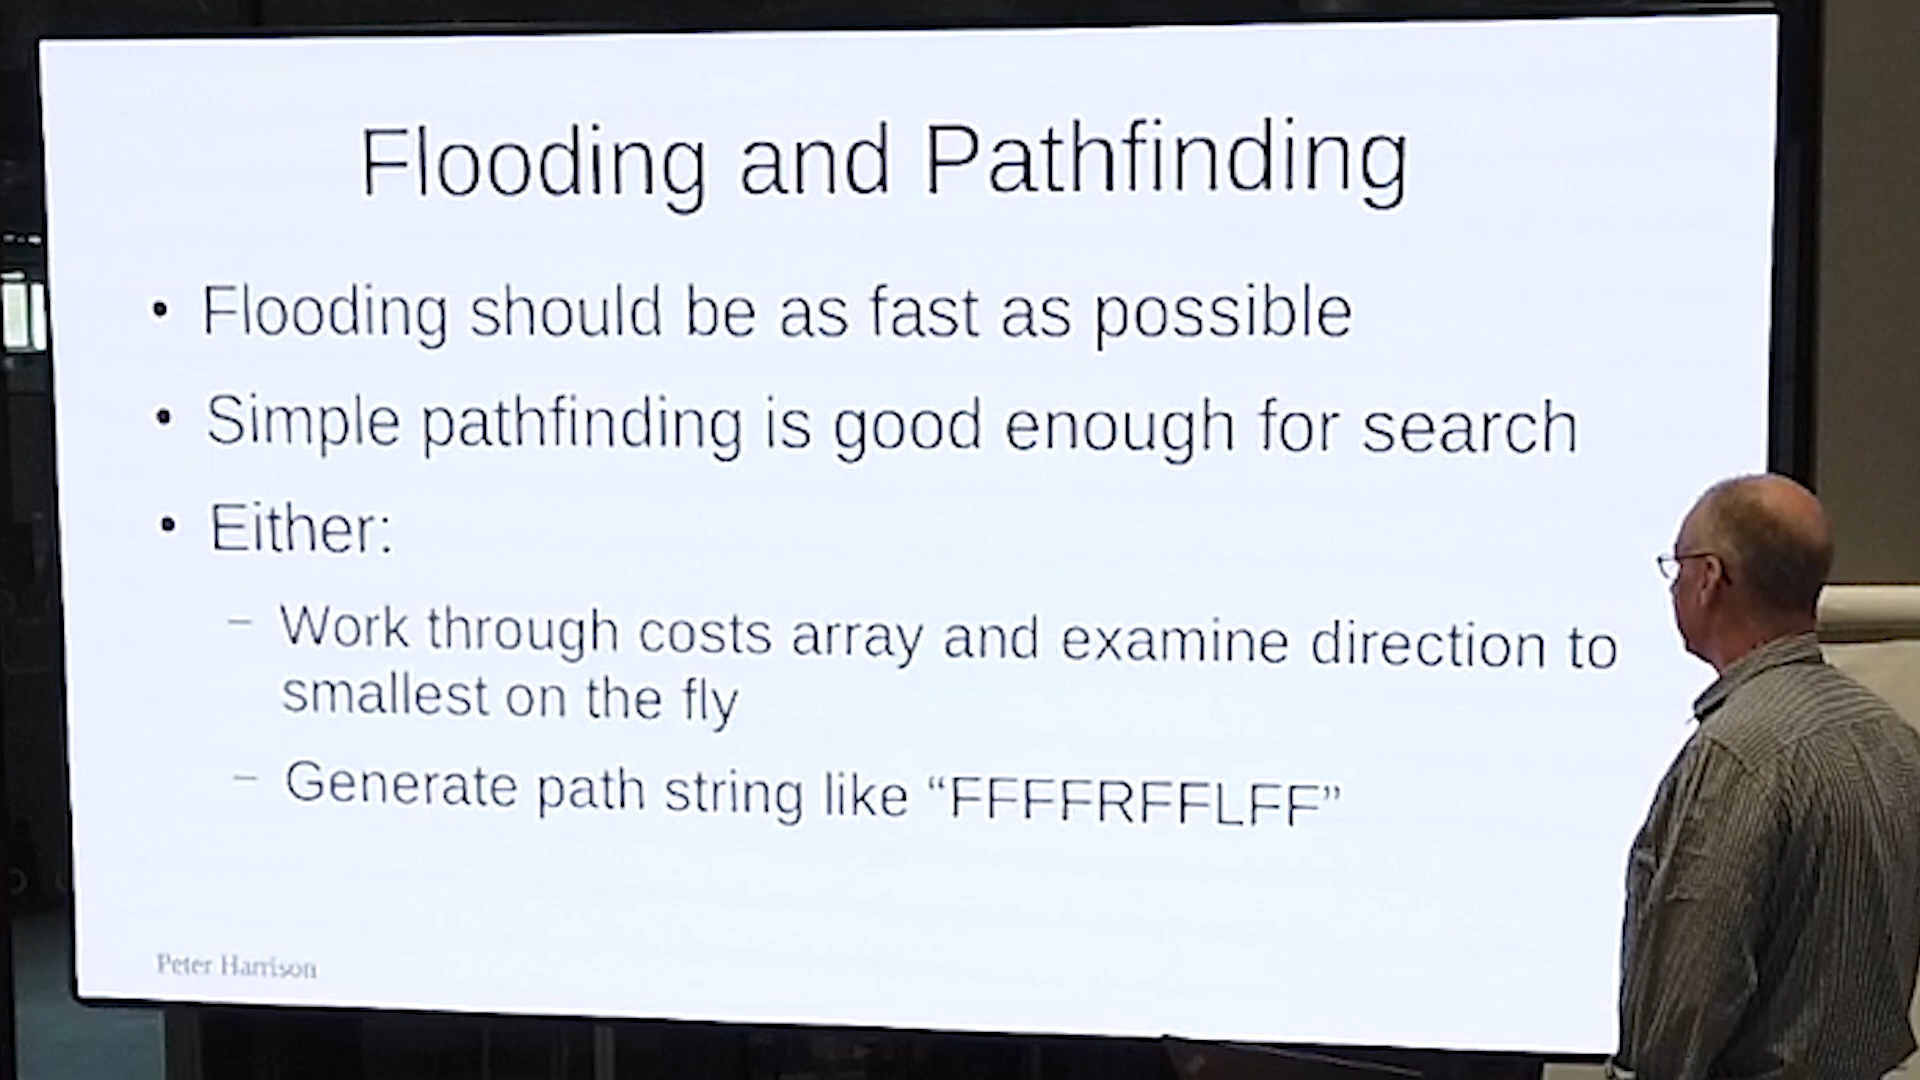 Flooding and Pathfinding
• Flooding should be as fast as possible
• Simple pathfinding is good enough for search
• Either:
– Work through costs array and examine direction to
smallest on the fly
– Generate path string like “FFFFRFFLFF”
Peter Harrison